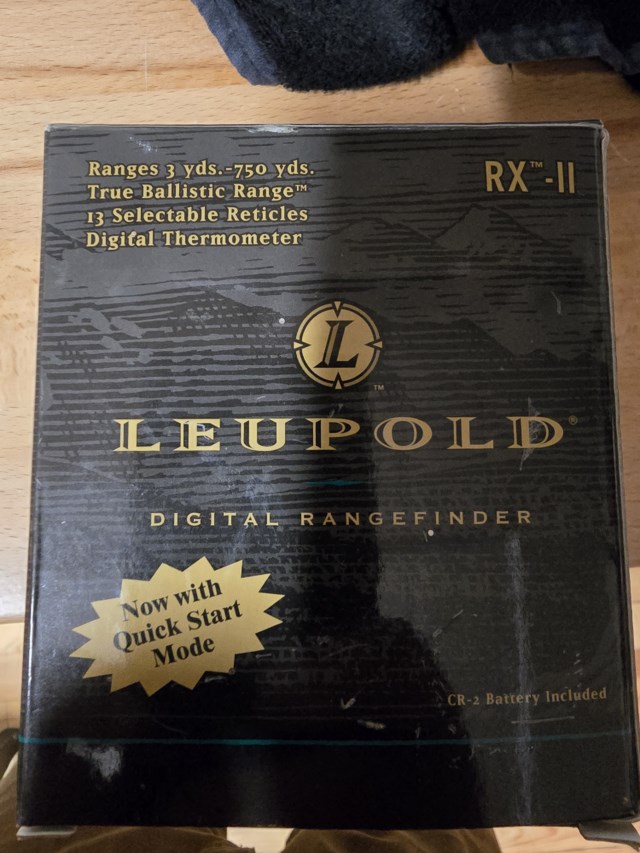 Ranges 3 yds.-750 yds.
True Ballistic Range™
13 Selectable Reticles
Digital Thermometer
RX™-II
L
™
LEUPOLD®
DIGITAL RANGEFINDER
Now with
Quick Start
Mode
CR-2 Battery Included